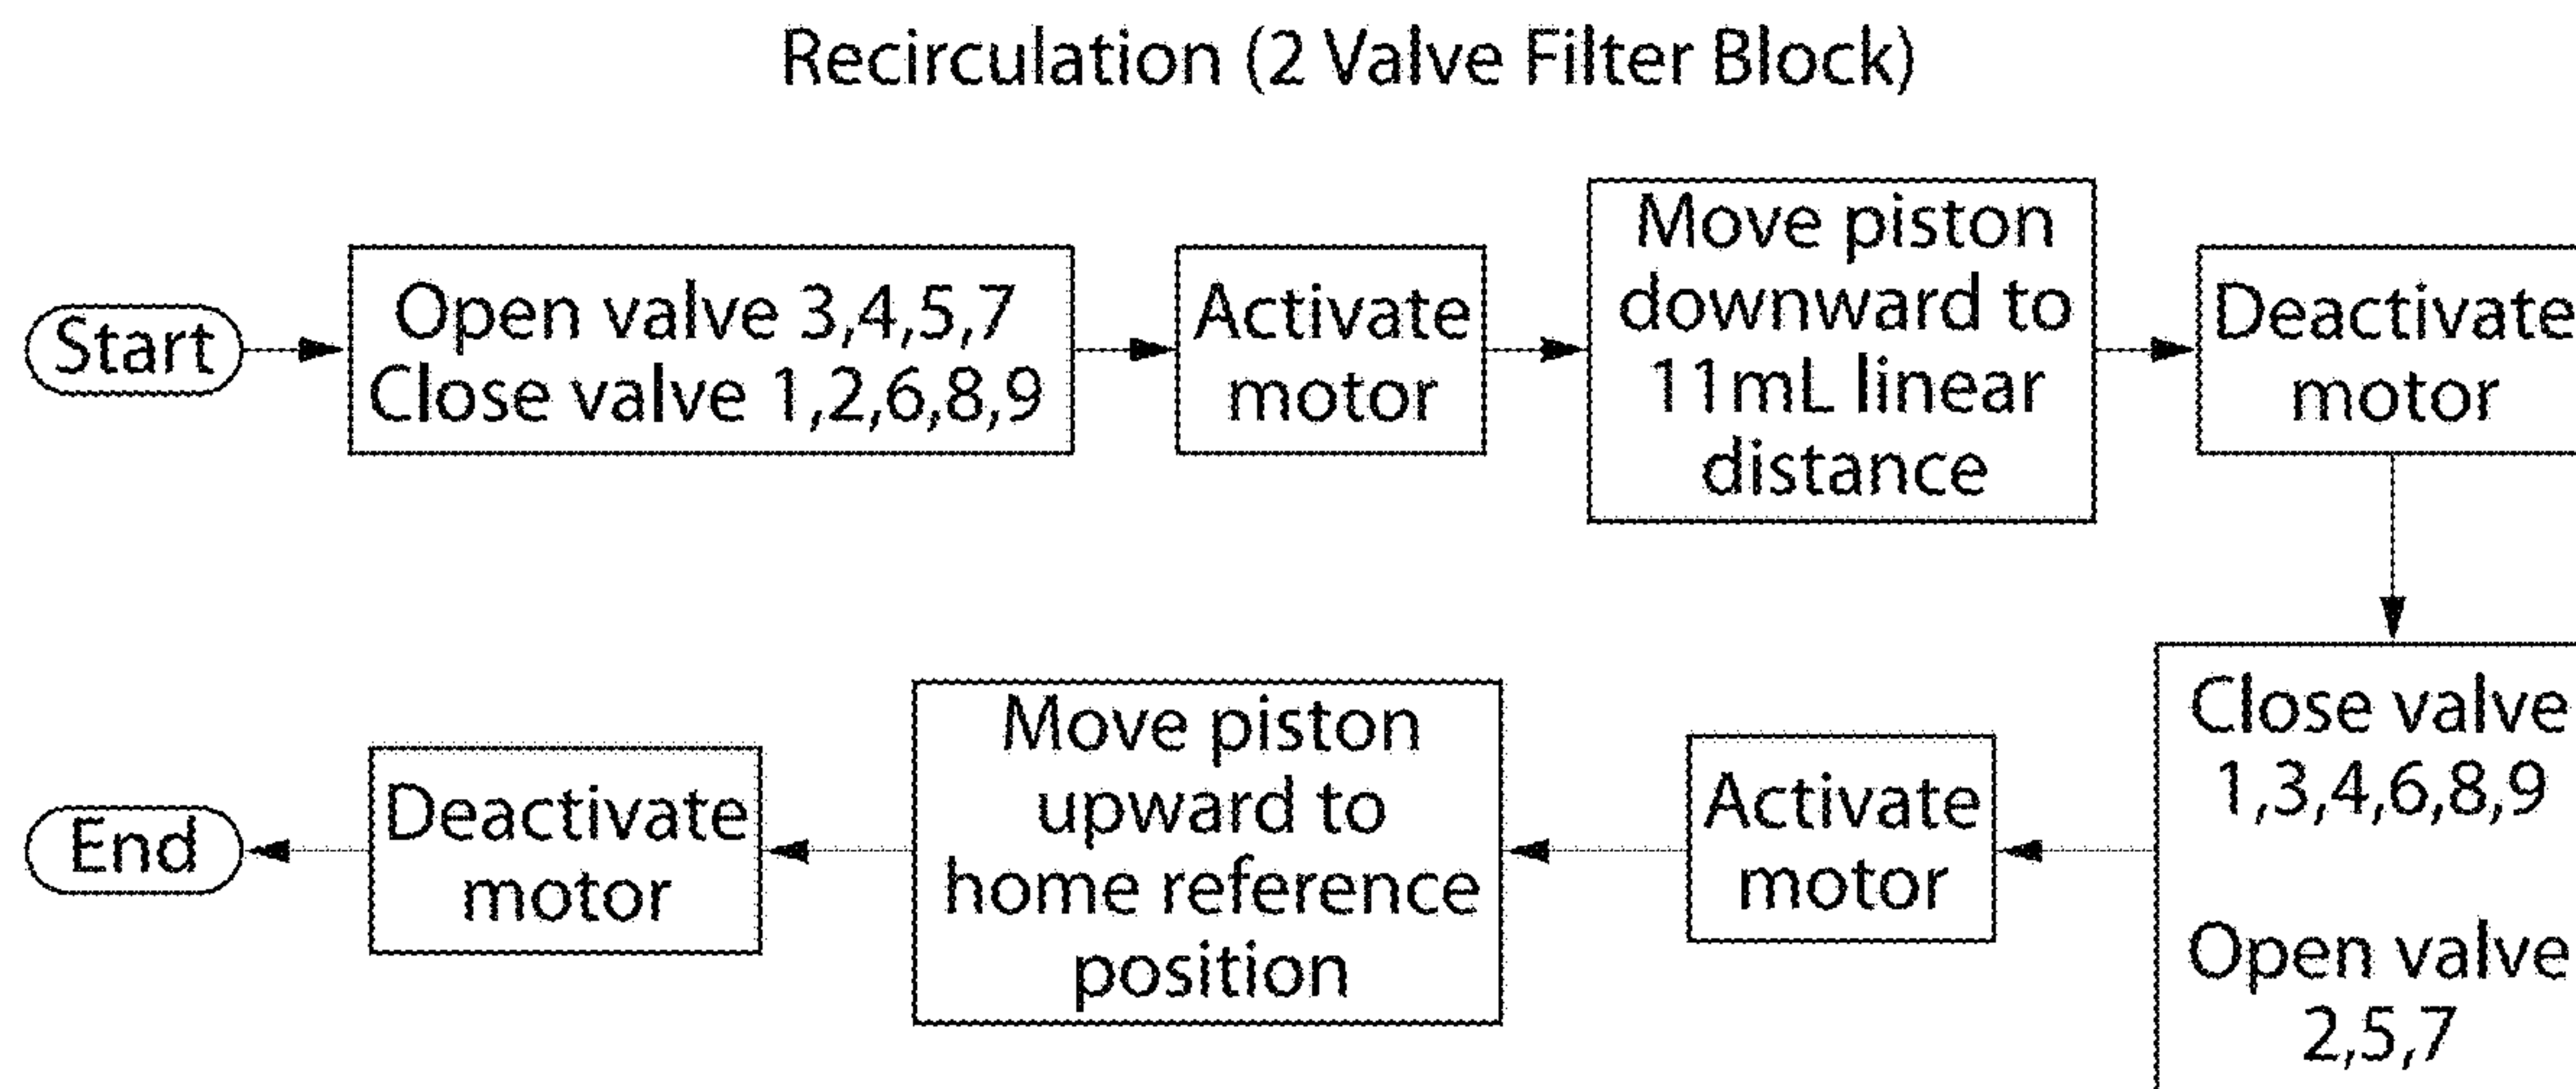 Recirculation (2 Valve Filter Block)
Start
Open valve 3,4,5,7
Close valve 1,2,6,8,9
Activate
motor
Move piston
downward to
11mL linear
distance
Deactivate
motor
Close valve
1,3,4,6,8,9
Open valve
2,5,7
Activate
motor
Move piston
upward to
home reference
position
Deactivate
motor
End